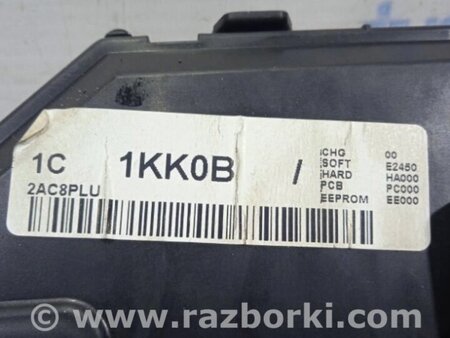 1C 1KK0B /
2AC8PLU
CHG 00
SOFT E2450
HARD HA000
PCB PC000
EEPROM EE000
© www.razborki.com